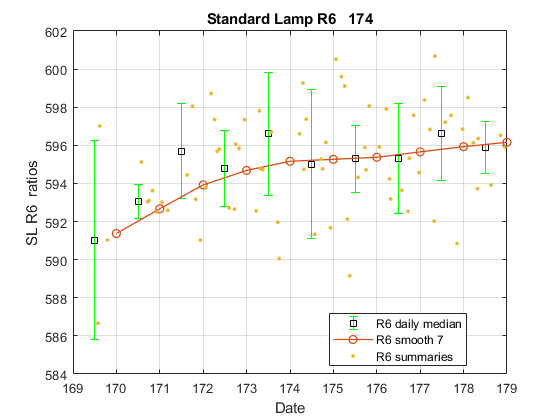 Standard Lamp R6 174
SL R6 ratios
602
600
598
596
594
592
590
588
586
584
169 170 171 172 173 174 175 176 177 178 179
Date
R6 daily median
R6 smooth 7
R6 summaries